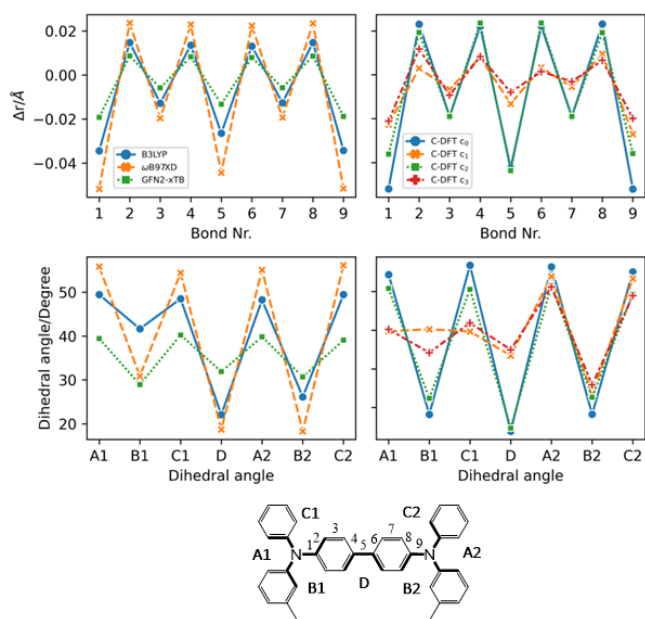 Δr/Å
0.02
0.00
−0.02
−0.04
B3LYP
ωB97XD
GFN2-xTB
1 2 3 4 5 6 7 8 9
Bond Nr.
C-DFT c₀
C-DFT c₁
C-DFT c₂
C-DFT c₃
1 2 3 4 5 6 7 8 9
Bond Nr.
Dihedral angle/Degree
50
40
30
20
A1 B1 C1 D A2 B2 C2
Dihedral angle
A1 B1 C1 D A2 B2 C2
Dihedral angle
C1 C2
3 7
A1 N 1 2 4 5 6 8 9 N A2
B1 D B2